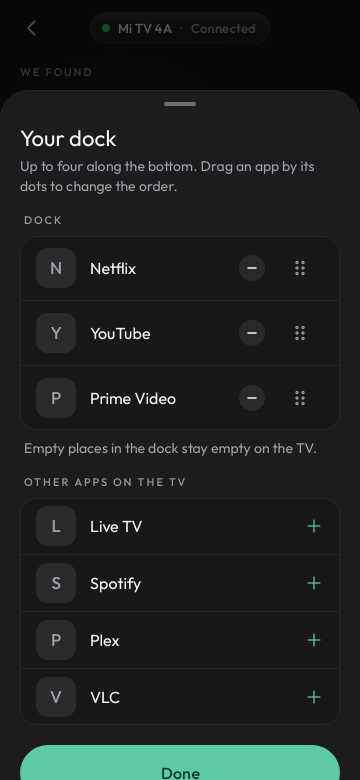 Mi TV 4A · Connected
WE FOUND
Your dock
Up to four along the bottom. Drag an app by its
dots to change the order.
DOCK
N Netflix
Y YouTube
P Prime Video
Empty places in the dock stay empty on the TV.
OTHER APPS ON THE TV
L Live TV
S Spotify
P Plex
V VLC
Done